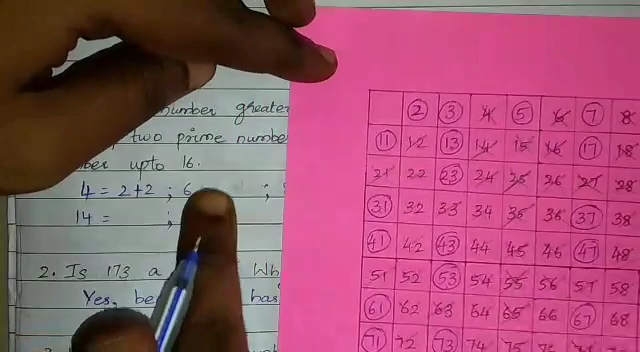 number greater
two prime number
ber upto 16.
4 = 2+2 ; 6 ;
14 = ;
2. Is 173 a Wh
Yes, be has
2 3 4 5 6 7 8
11 12 13 14 15 16 17 18
21 22 23 24 25 26 27 28
31 32 33 34 35 36 37 38
41 42 43 44 45 46 47 48
51 52 53 54 55 56 57 58
61 62 63 64 65 66 67 68
71 72 73 74